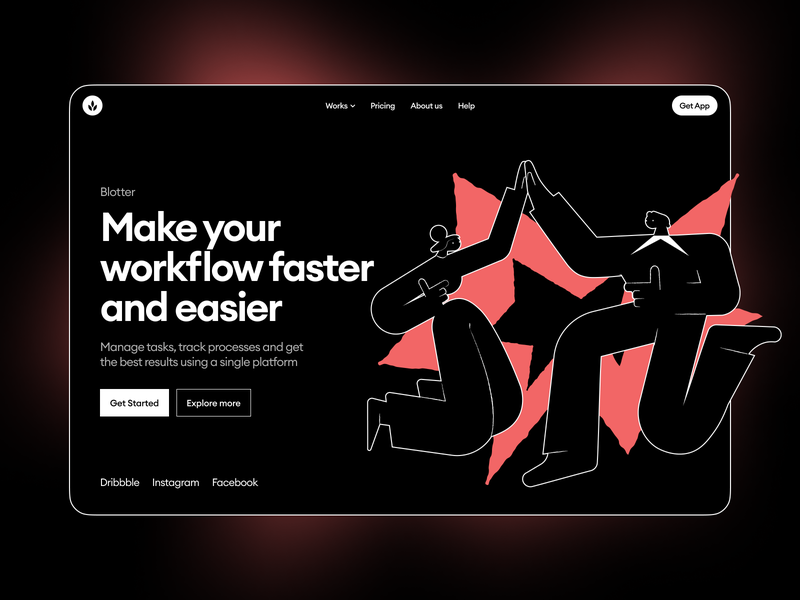 Works
Pricing
About us
Help
Get App
Blotter
Make your
workflow faster
and easier
Manage tasks, track processes and get
the best results using a single platform
Get Started
Explore more
Dribbble
Instagram
Facebook